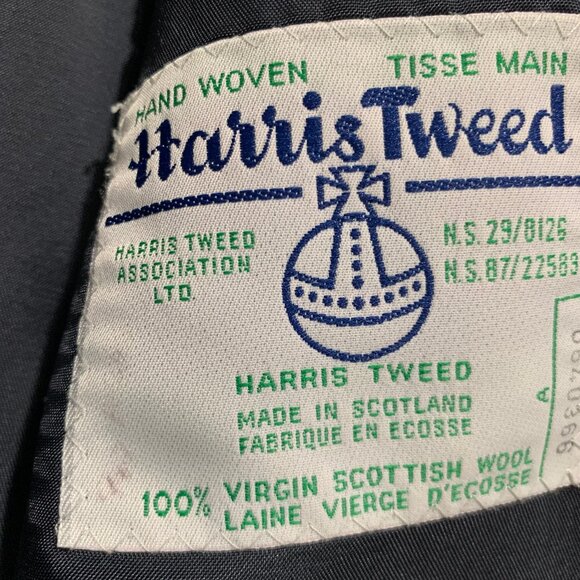 HAND WOVEN TISSE MAIN
Harris Tweed
HARRIS TWEED
ASSOCIATION
LTD.
N.S. 29/8126
N.S. 87/22583
HARRIS TWEED
MADE IN SCOTLAND
FABRIQUE EN ECOSSE
100% VIRGIN SCOTTISH WOOL
LAINE VIERGE D'ECOSSE
A